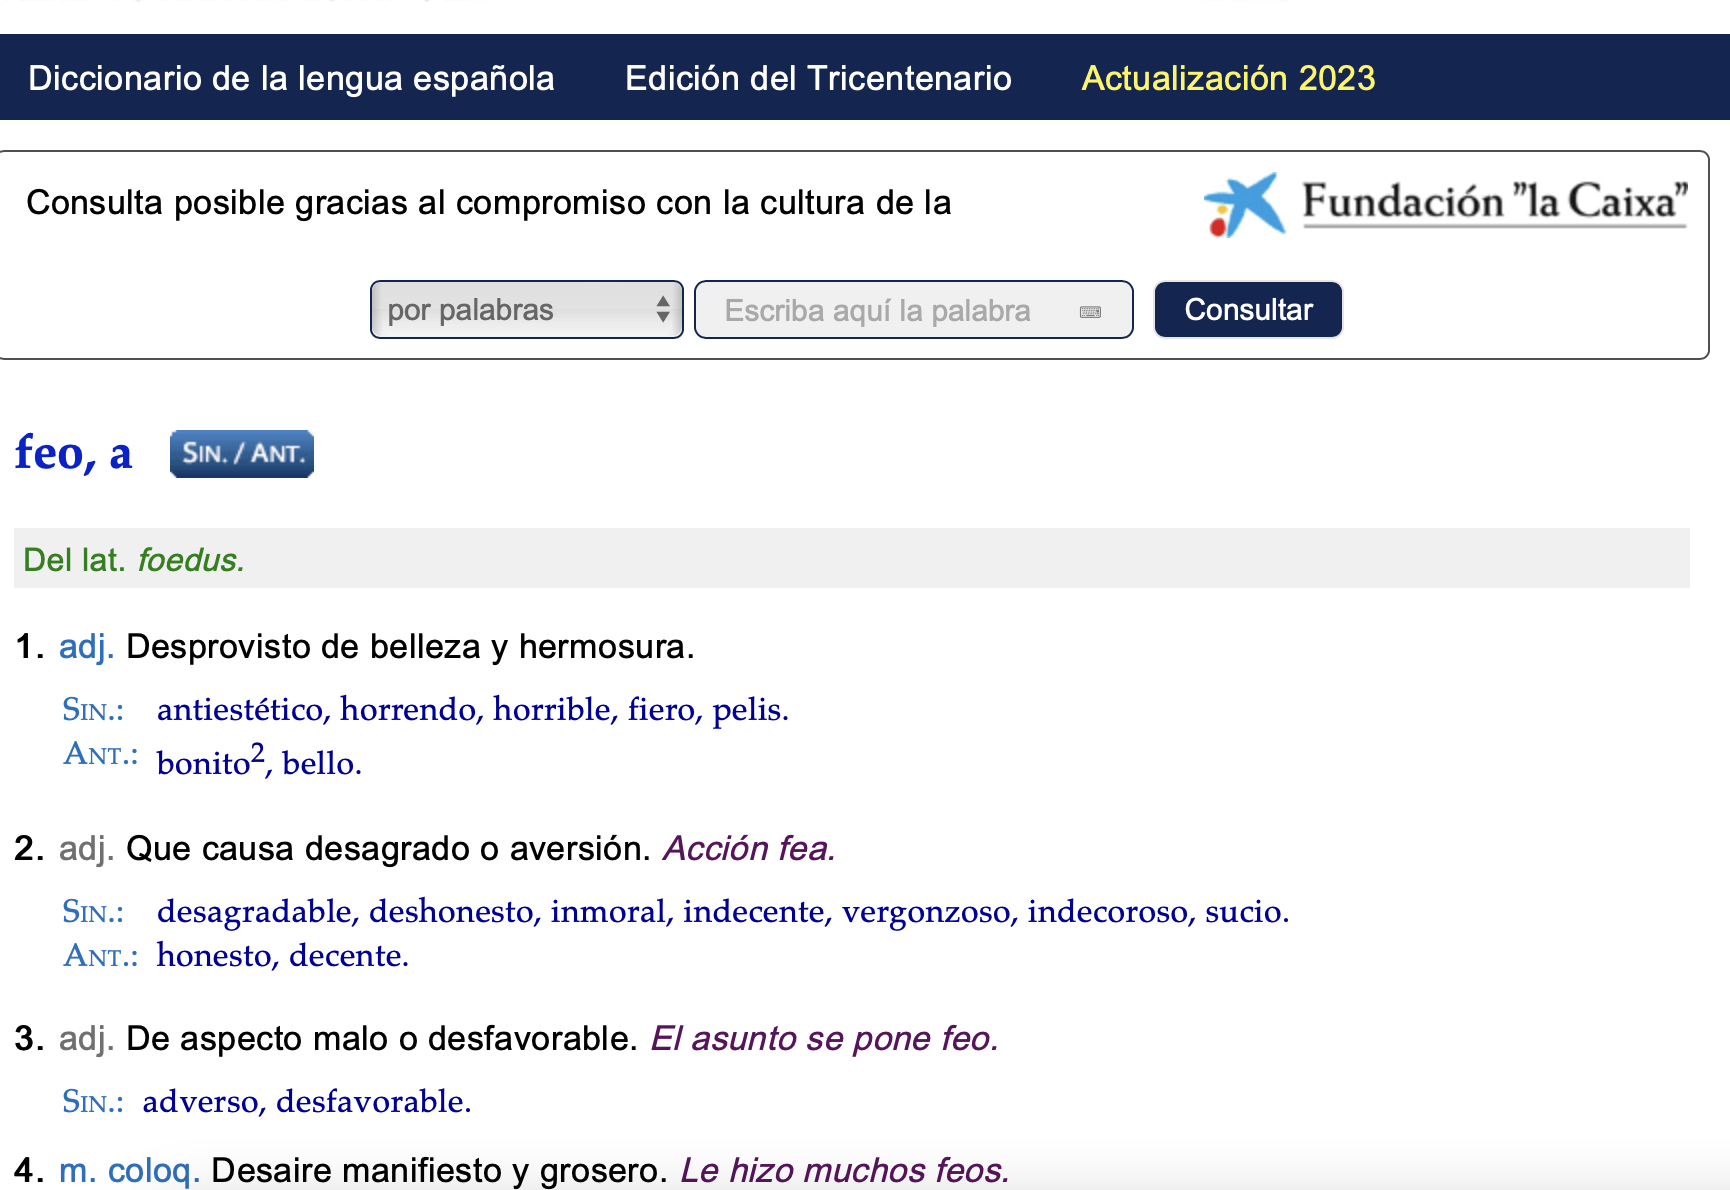 Diccionario de la lengua española Edición del Tricentenario Actualización 2023
Consulta posible gracias al compromiso con la cultura de la
Fundación "la Caixa"
por palabras Escriba aquí la palabra Consultar
feo, a SIN. / ANT.
Del lat. foedus.
1. adj. Desprovisto de belleza y hermosura.
SIN.: antiestético, horrendo, horrible, fiero, pelis.
ANT.: bonito2, bello.
2. adj. Que causa desagrado o aversión. Acción fea.
SIN.: desagradable, deshonesto, inmoral, indecente, vergonzoso, indecoroso, sucio.
ANT.: honesto, decente.
3. adj. De aspecto malo o desfavorable. El asunto se pone feo.
SIN.: adverso, desfavorable.
4. m. coloq. Desaire manifiesto y grosero. Le hizo muchos feos.